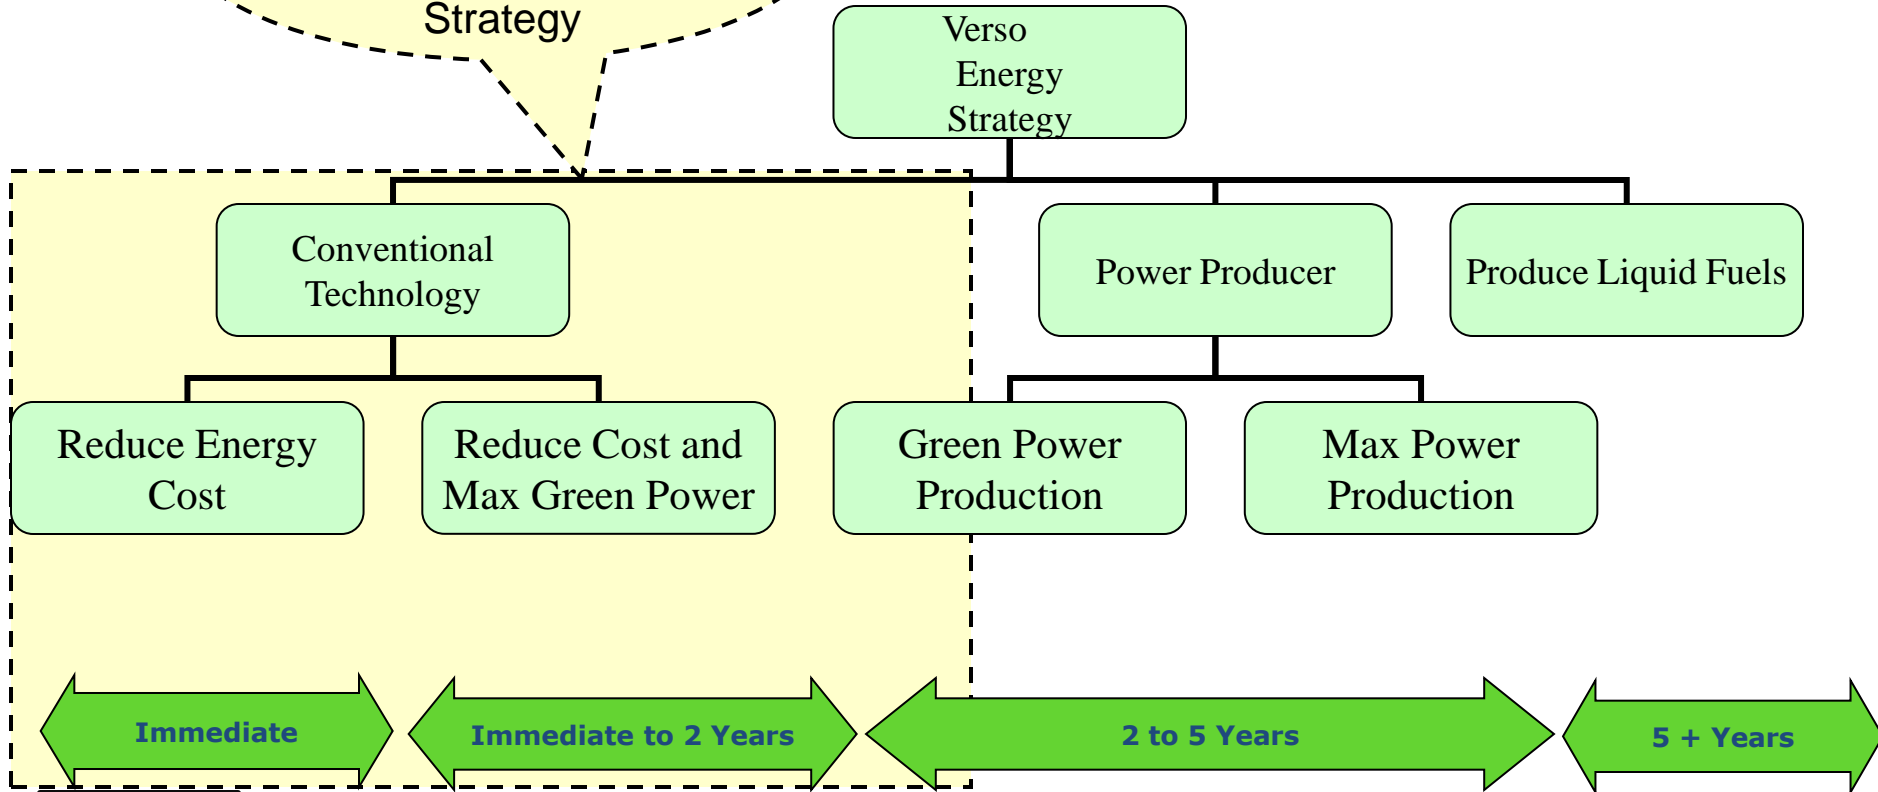 Strategy
Verso
Energy
Strategy
Conventional
Technology
Power Producer
Produce Liquid Fuels
Reduce Energy
Cost
Reduce Cost and
Max Green Power
Green Power
Production
Max Power
Production
Immediate
Immediate to 2 Years
2 to 5 Years
5 + Years